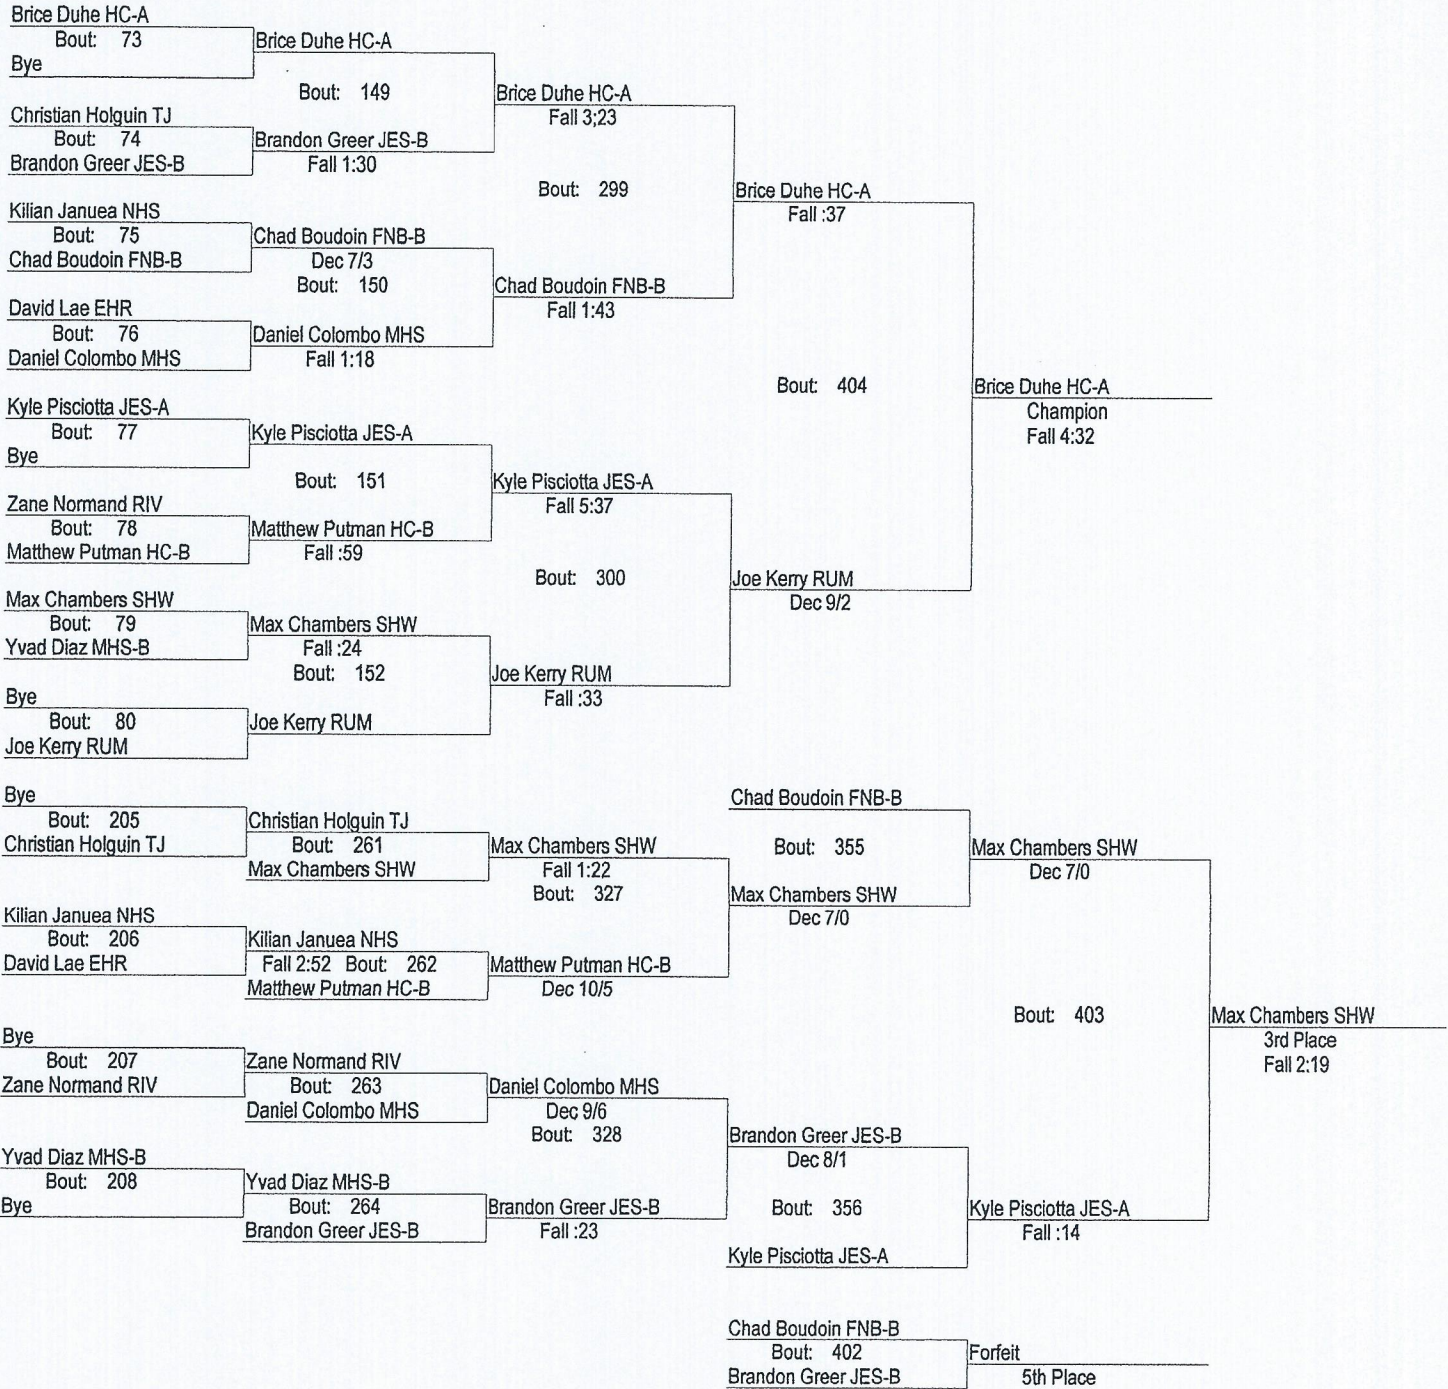 Brice Duhe HC-A
Bout: 73
Bye
Brice Duhe HC-A
Bout: 149
Christian Holguin TJ
Bout: 74
Brandon Greer JES-B
Brandon Greer JES-B
Fall 1:30
Brice Duhe HC-A
Fall 3;23
Bout: 299
Kilian Januea NHS
Bout: 75
Chad Boudoin FNB-B
Chad Boudoin FNB-B
Dec 7/3
Bout: 150
David Lae EHR
Bout: 76
Daniel Colombo MHS
Daniel Colombo MHS
Fall 1:18
Chad Boudoin FNB-B
Fall 1:43
Brice Duhe HC-A
Fall :37
Bout: 404
Kyle Pisciotta JES-A
Bout: 77
Bye
Kyle Pisciotta JES-A
Bout: 151
Zane Normand RIV
Bout: 78
Matthew Putman HC-B
Matthew Putman HC-B
Fall :59
Kyle Pisciotta JES-A
Fall 5:37
Bout: 300
Max Chambers SHW
Bout: 79
Yvad Diaz MHS-B
Max Chambers SHW
Fall :24
Bout: 152
Bye
Bout: 80
Joe Kerry RUM
Joe Kerry RUM
Joe Kerry RUM
Fall :33
Joe Kerry RUM
Dec 9/2
Brice Duhe HC-A
Champion
Fall 4:32
Bye
Bout: 205
Christian Holguin TJ
Christian Holguin TJ
Bout: 261
Max Chambers SHW
Max Chambers SHW
Fall 1:22
Bout: 327
Kilian Januea NHS
Bout: 206
David Lae EHR
Kilian Januea NHS
Fall 2:52 Bout: 262
Matthew Putman HC-B
Matthew Putman HC-B
Dec 10/5
Chad Boudoin FNB-B
Bout: 355
Max Chambers SHW
Dec 7/0
Max Chambers SHW
Dec 7/0
Bout: 403
Bye
Bout: 207
Zane Normand RIV
Zane Normand RIV
Bout: 263
Daniel Colombo MHS
Daniel Colombo MHS
Dec 9/6
Bout: 328
Yvad Diaz MHS-B
Bout: 208
Bye
Yvad Diaz MHS-B
Bout: 264
Brandon Greer JES-B
Brandon Greer JES-B
Fall :23
Brandon Greer JES-B
Dec 8/1
Bout: 356
Kyle Pisciotta JES-A
Kyle Pisciotta JES-A
Fall :14
Max Chambers SHW
3rd Place
Fall 2:19
Chad Boudoin FNB-B
Bout: 402
Brandon Greer JES-B
Forfeit
5th Place